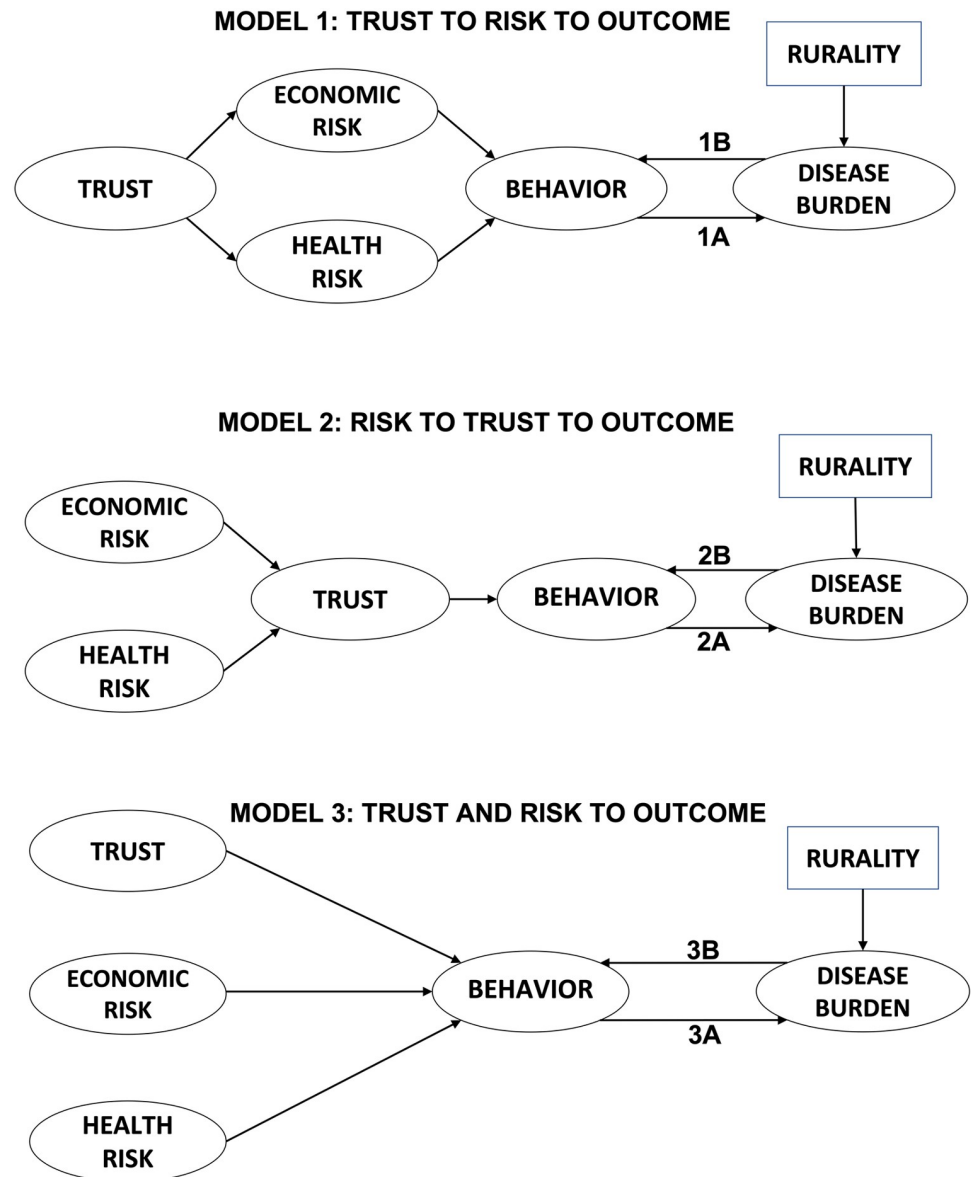 MODEL 1: TRUST TO RISK TO OUTCOME
RURALITY
ECONOMIC
RISK
TRUST
HEALTH
RISK
BEHAVIOR
1B
1A
DISEASE
BURDEN
MODEL 2: RISK TO TRUST TO OUTCOME
RURALITY
ECONOMIC
RISK
HEALTH
RISK
TRUST
BEHAVIOR
2B
2A
DISEASE
BURDEN
MODEL 3: TRUST AND RISK TO OUTCOME
RURALITY
TRUST
ECONOMIC
RISK
HEALTH
RISK
BEHAVIOR
3B
3A
DISEASE
BURDEN